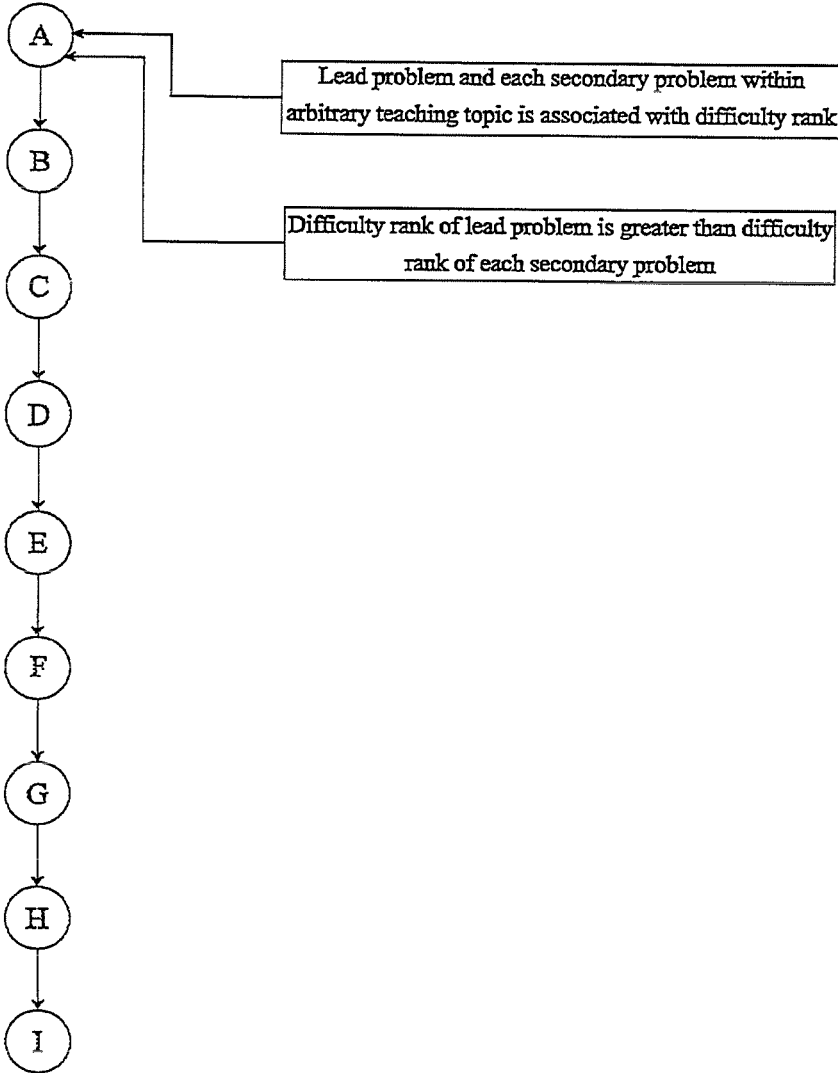 A
Lead problem and each secondary problem within
arbitrary teaching topic is associated with difficulty rank
B
Difficulty rank of lead problem is greater than difficulty
rank of each secondary problem
C
D
E
F
G
H
I